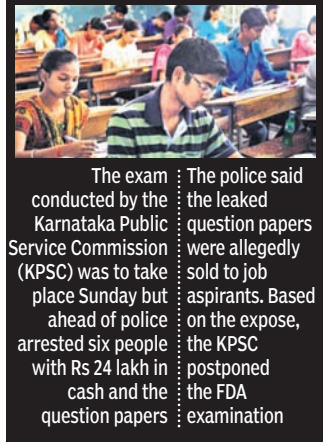 The exam
conducted by the
Karnataka Public
Service Commission
(KPSC) was to take
place Sunday but
ahead of police
arrested six people
with Rs 24 lakh in
cash and the
question papers
The police said
the leaked
question papers
were allegedly
sold to job
aspirants. Based
on the expose,
the KPSC
postponed
the FDA
examination